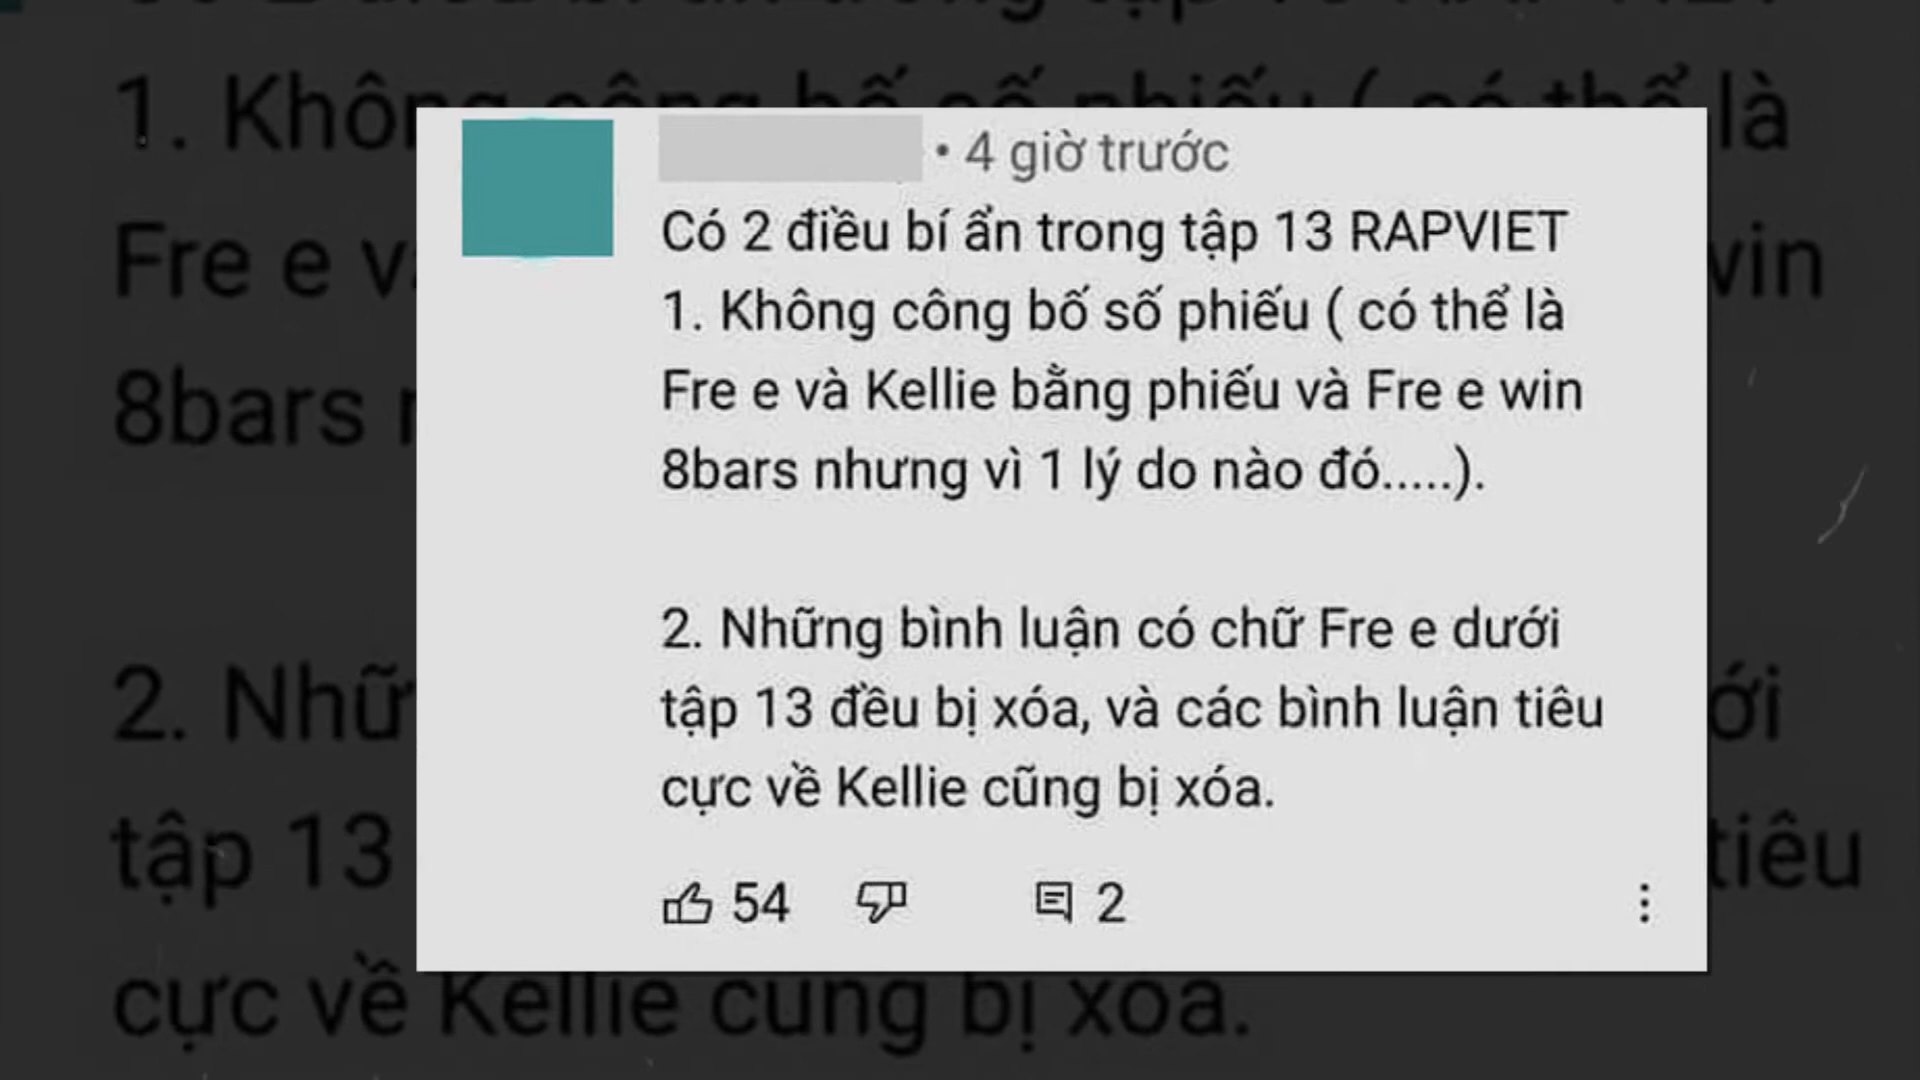 • 4 giờ trước
Có 2 điều bí ẩn trong tập 13 RAPVIET
1. Không công bố số phiếu ( có thể là
Fre e và Kellie bằng phiếu và Fre e win
8bars nhưng vì 1 lý do nào đó.....).
2. Những bình luận có chữ Fre e dưới
tập 13 đều bị xóa, và các bình luận tiêu
cực về Kellie cũng bị xóa.
54 2